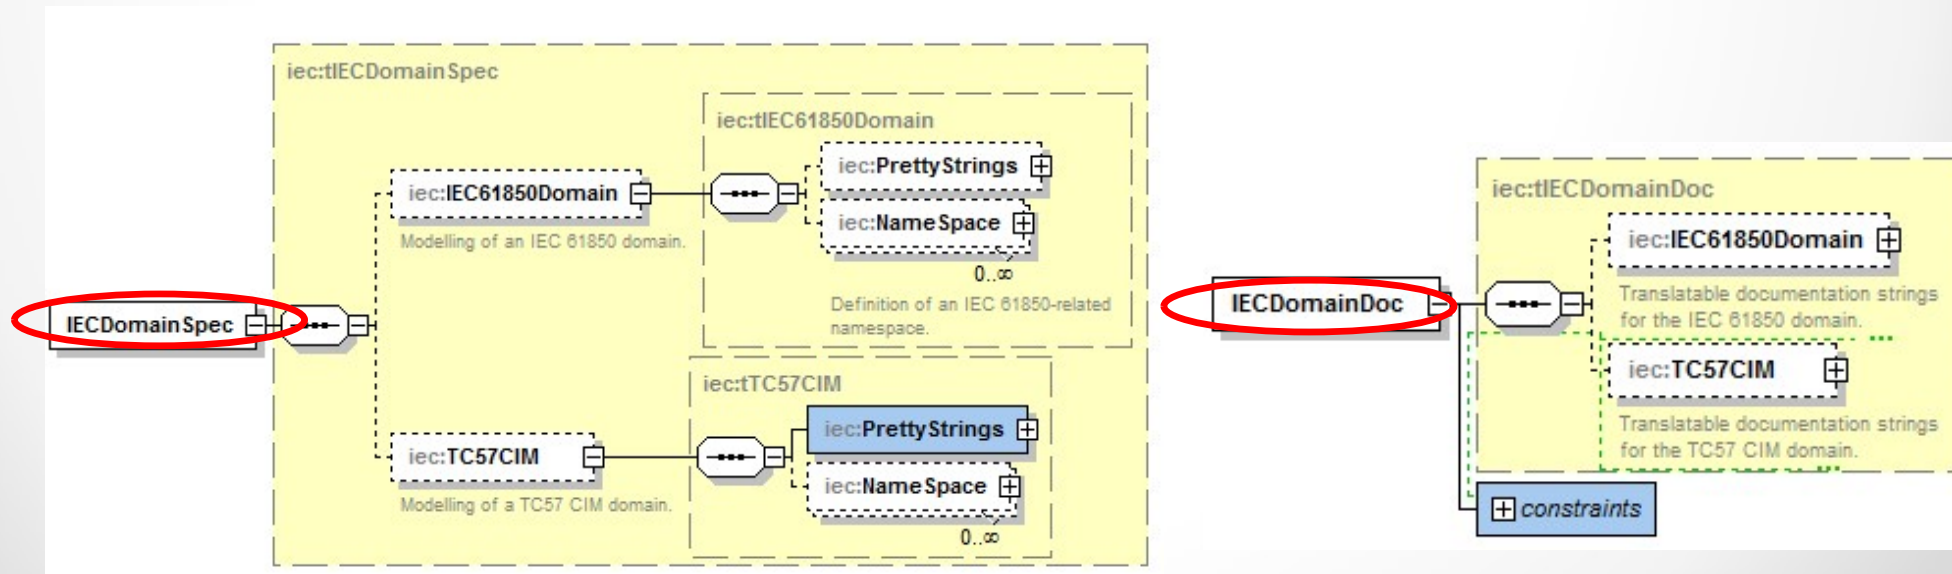 iec:tIECDomainSpec
iec:tIEC61850Domain
iec:PrettyStrings
iec:IEC61850Domain
iec:NameSpace
Modelling of an IEC 61850 domain.
0..∞
Definition of an IEC 61850-related
namespace.
IECDomainSpec
iec:tTC57CIM
iec:PrettyStrings
iec:TC57CIM
iec:NameSpace
Modelling of a TC57 CIM domain.
0..∞
iec:tIECDomainDoc
iec:IEC61850Domain
Translatable documentation strings
for the IEC 61850 domain.
IECDomainDoc
iec:TC57CIM
Translatable documentation strings
for the TC57 CIM domain.
constraints